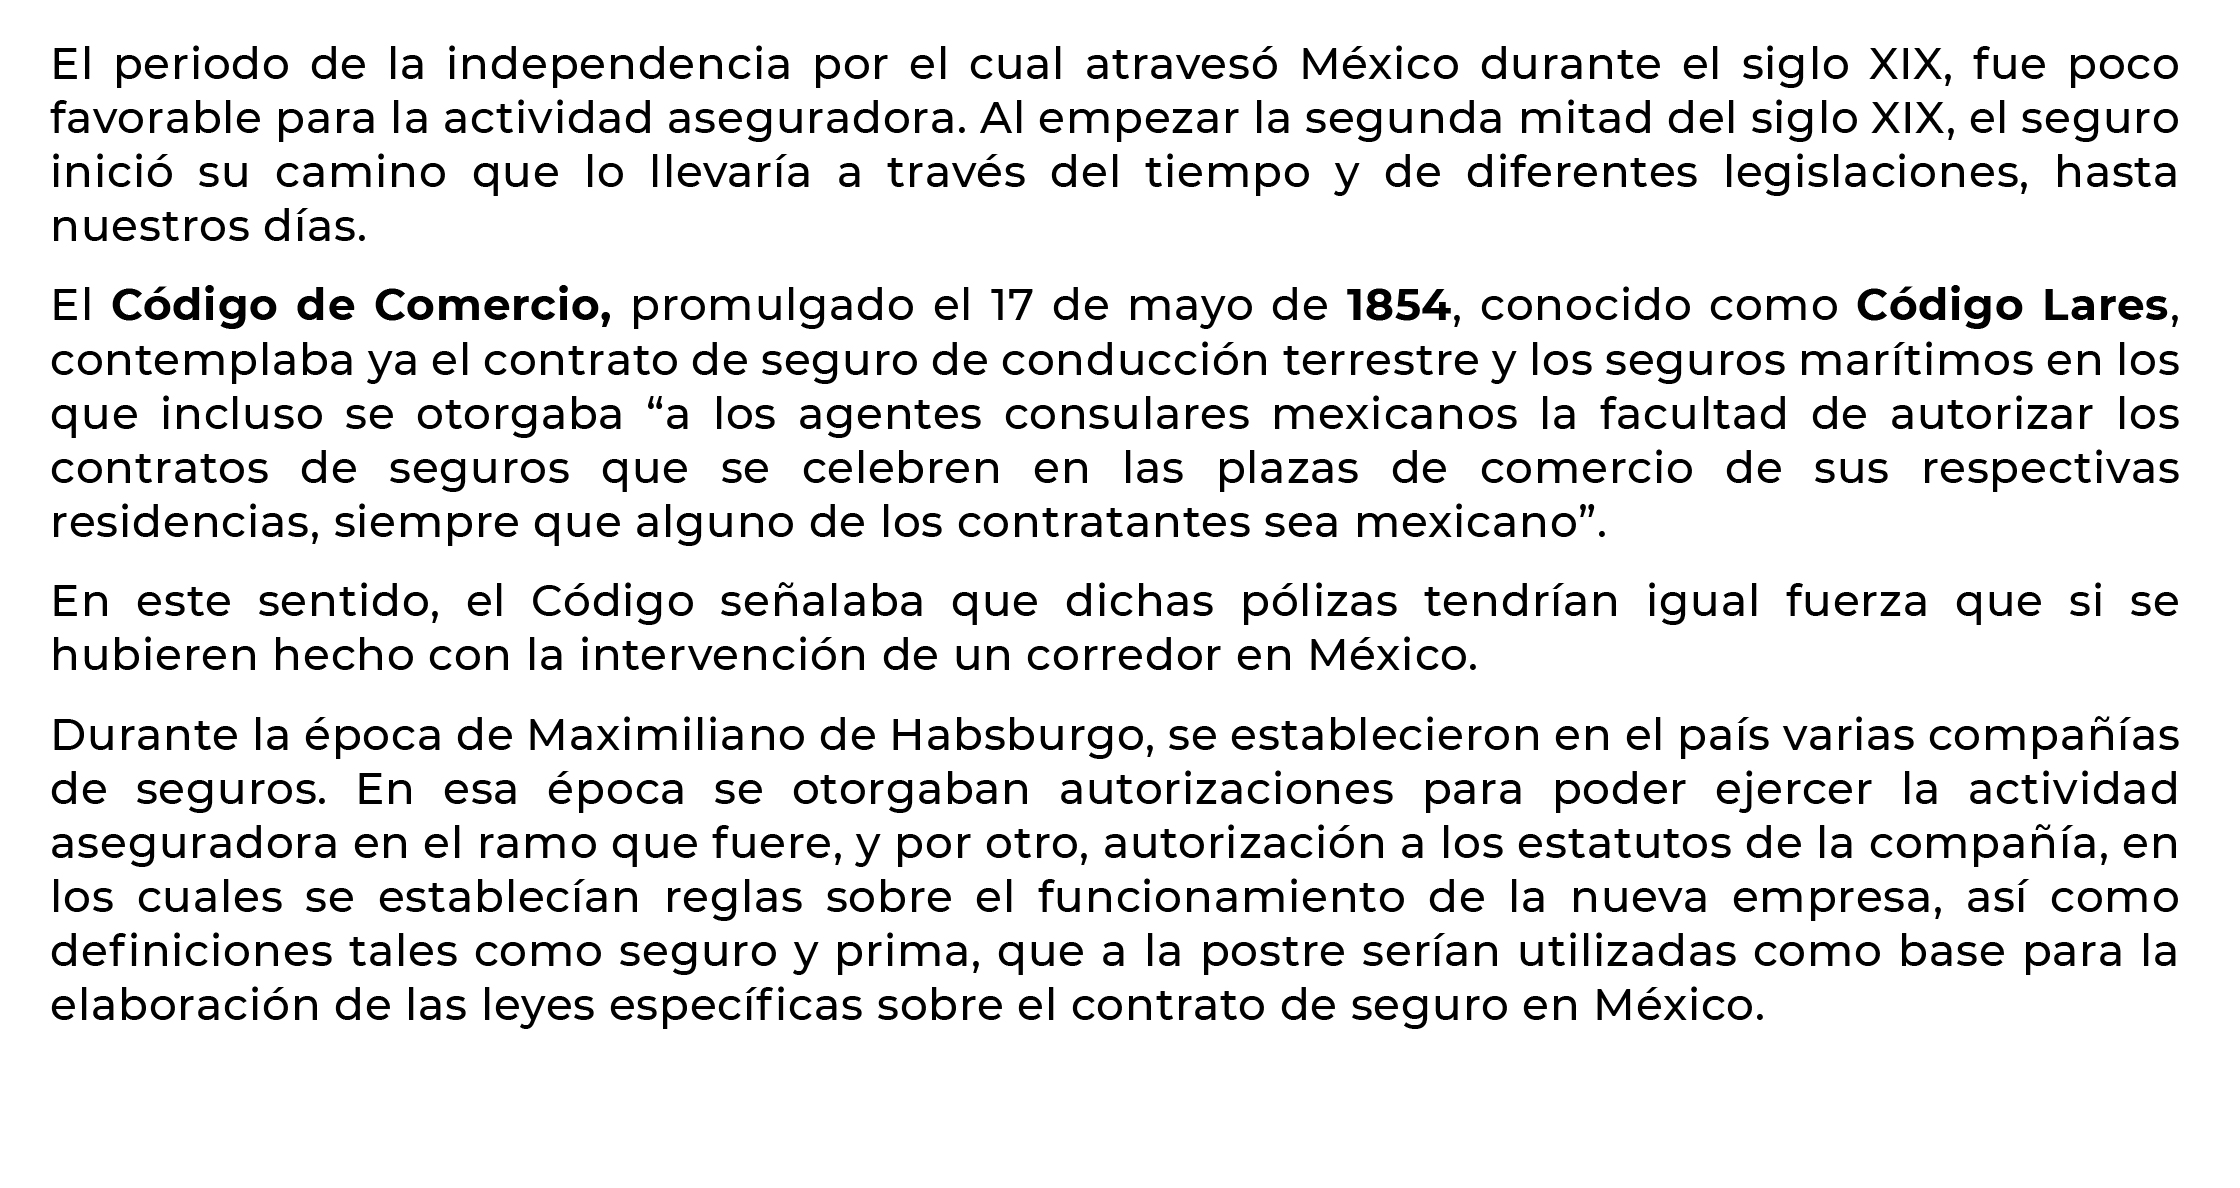 El periodo de la independencia por el cual atravesó México durante el siglo XIX, fue poco
favorable para la actividad aseguradora. Al empezar la segunda mitad del siglo XIX, el seguro
inició su camino que lo llevaría a través del tiempo y de diferentes legislaciones, hasta
nuestros días.
El Código de Comercio, promulgado el 17 de mayo de 1854, conocido como Código Lares,
contemplaba ya el contrato de seguro de conducción terrestre y los seguros marítimos en los
que incluso se otorgaba “a los agentes consulares mexicanos la facultad de autorizar los
contratos de seguros que se celebren en las plazas de comercio de sus respectivas
residencias, siempre que alguno de los contratantes sea mexicano”.
En este sentido, el Código señalaba que dichas pólizas tendrían igual fuerza que si se
hubieren hecho con la intervención de un corredor en México.
Durante la época de Maximiliano de Habsburgo, se establecieron en el país varias compañías
de seguros. En esa época se otorgaban autorizaciones para poder ejercer la actividad
aseguradora en el ramo que fuere, y por otro, autorización a los estatutos de la compañía, en
los cuales se establecían reglas sobre el funcionamiento de la nueva empresa, así como
definiciones tales como seguro y prima, que a la postre serían utilizadas como base para la
elaboración de las leyes específicas sobre el contrato de seguro en México.